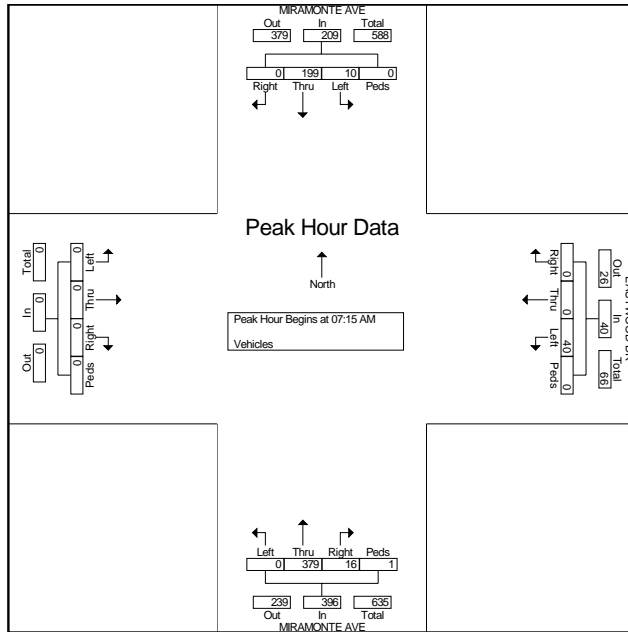 MIRAMONTE AVE
Out In Total
379 209 588
0 199 10 0
Right Thru Left Peds
Peak Hour Data
North
Peak Hour Begins at 07:15 AM
Vehicles
Total In Out
0 0 0
0 0 0 0
Left Thru Right Peds
Out In Total
26 40 66
0 0 40 0
Right Thru Left Peds
Left Thru Right Peds
0 379 16 1
239 396 635
Out In Total
MIRAMONTE AVE